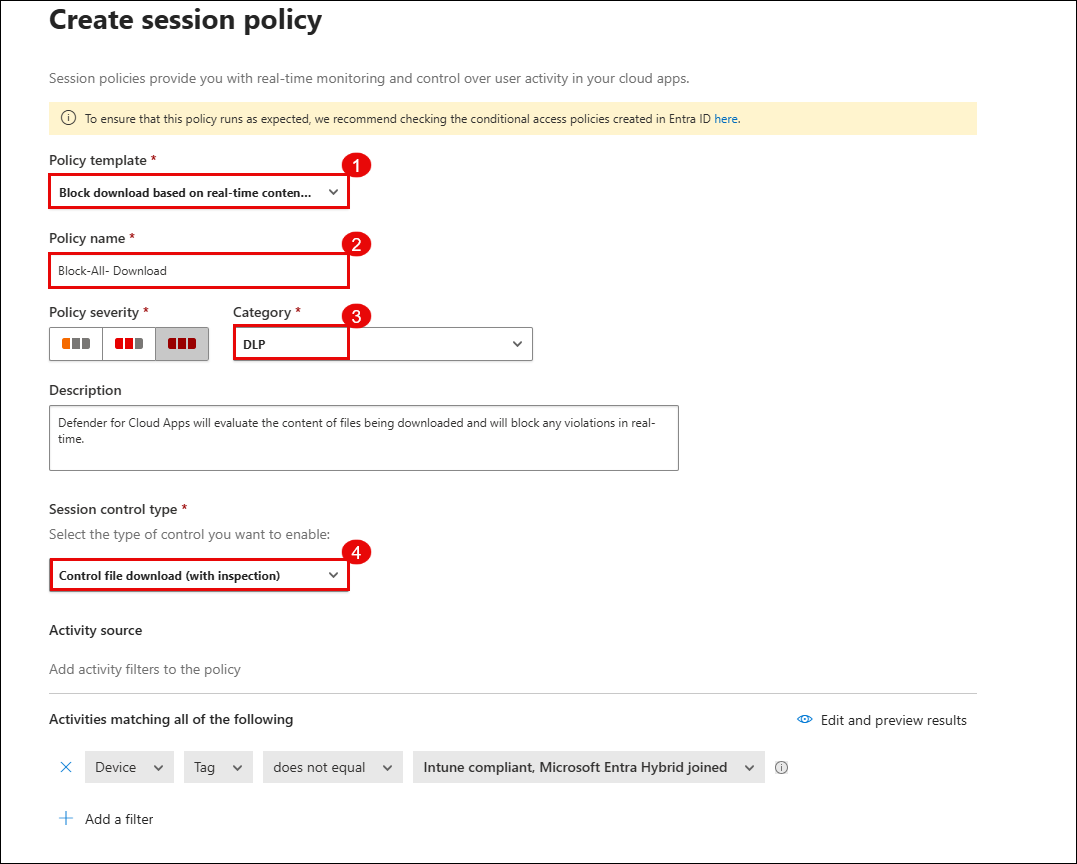 Create session policy
Session policies provide you with real-time monitoring and control over user activity in your cloud apps.
To ensure that this policy runs as expected, we recommend checking the conditional access policies created in Entra ID here.
Policy template *
1
Block download based on real-time conten...
Policy name *
2
Block-All- Download
Policy severity *
Category *
3
DLP
Description
Defender for Cloud Apps will evaluate the content of files being downloaded and will block any violations in real-
time.
Session control type *
Select the type of control you want to enable:
4
Control file download (with inspection)
Activity source
Add activity filters to the policy
Activities matching all of the following
Edit and preview results
Device
Tag
does not equal
Intune compliant, Microsoft Entra Hybrid joined
Add a filter